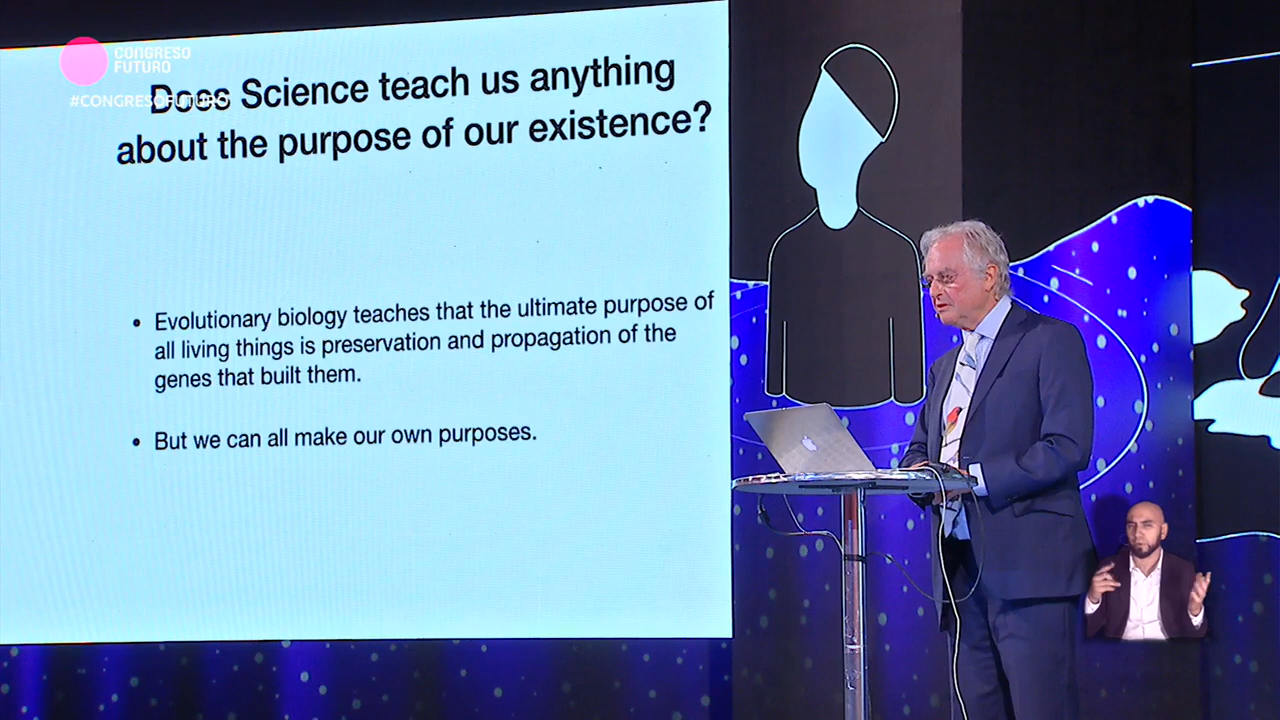 CONGRESO
FUTURO
#CONGRESOFUTURO
Does Science teach us anything
about the purpose of our existence?
• Evolutionary biology teaches that the ultimate purpose of
all living things is preservation and propagation of the
genes that built them.
• But we can all make our own purposes.